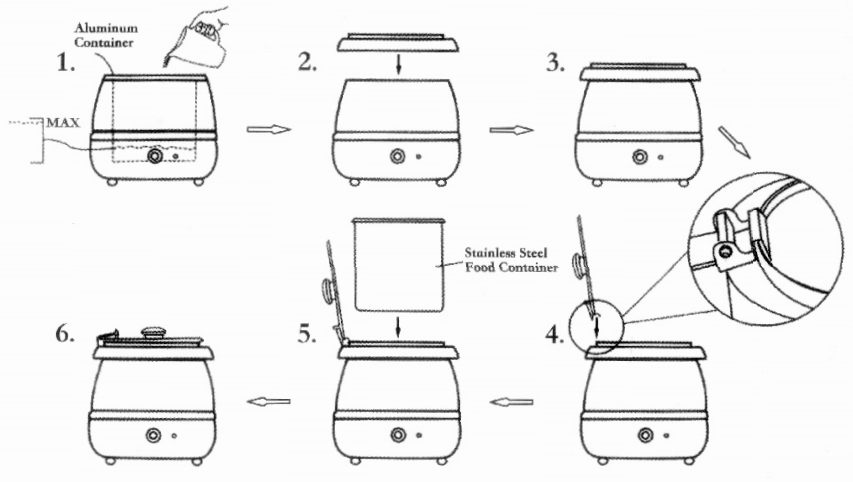 Aluminum
Container
1.
2.
3.
MAX
Stainless Steel
Food Container
4.
5.
6.